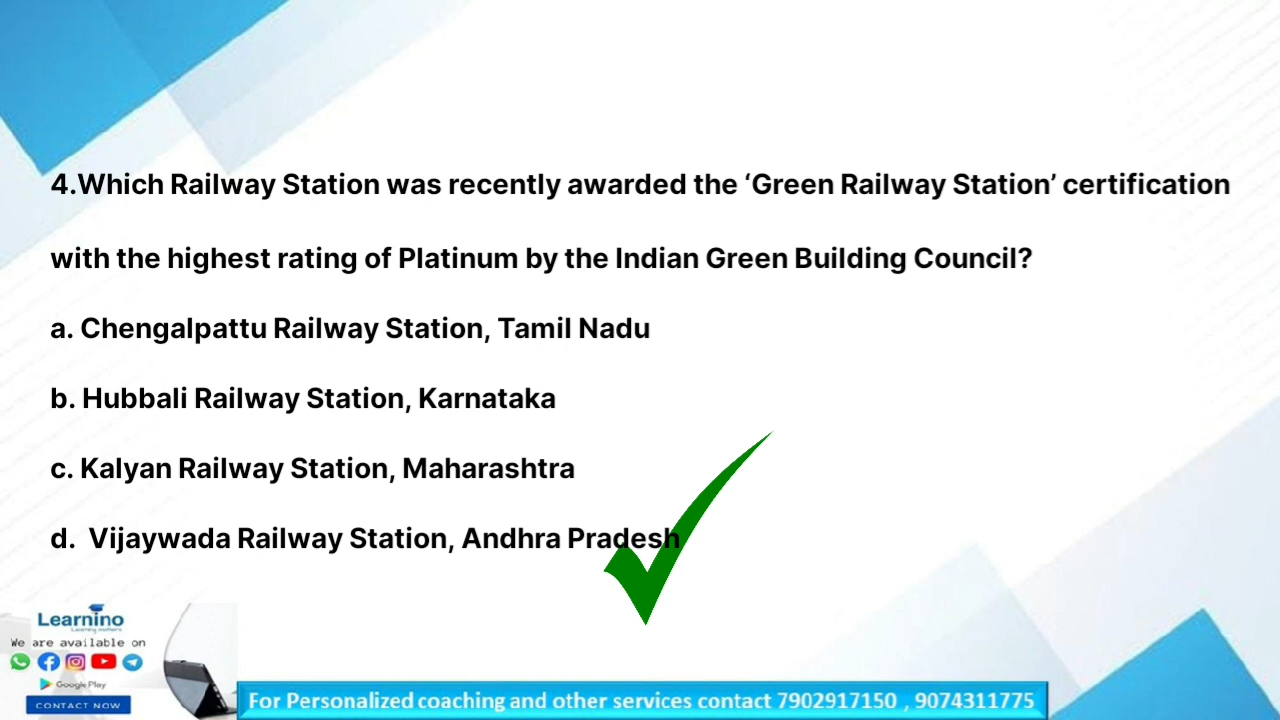 4.Which Railway Station was recently awarded the ‘Green Railway Station’ certification
with the highest rating of Platinum by the Indian Green Building Council?
a. Chengalpattu Railway Station, Tamil Nadu
b. Hubbali Railway Station, Karnataka
c. Kalyan Railway Station, Maharashtra
d. Vijaywada Railway Station, Andhra Pradesh
Learnino
Learning matters
We are available on
Google Play
CONTACT NOW
For Personalized coaching and other services contact 7902917150 , 9074311775